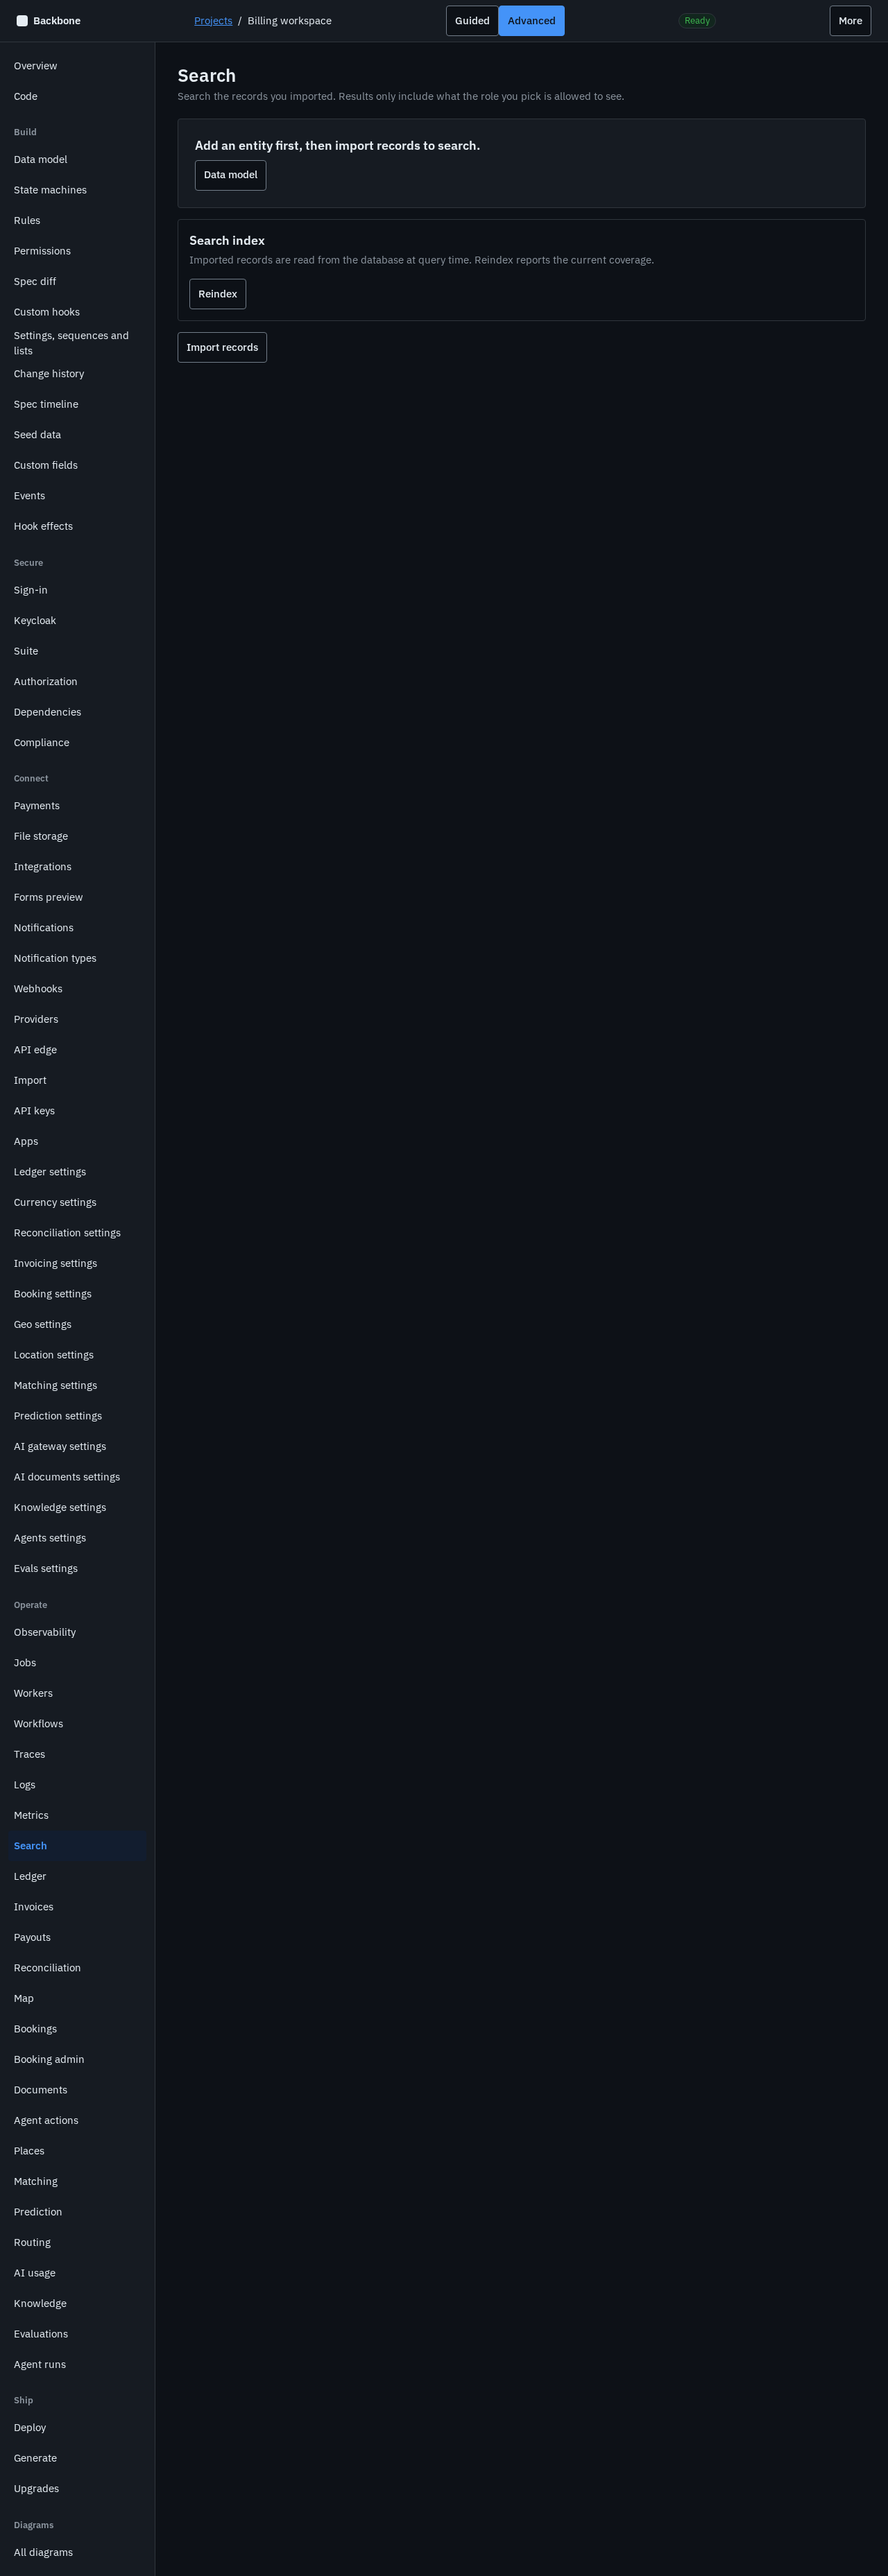 Backbone
Projects / Billing workspace
Guided
Advanced
Ready
More
Overview
Code
Build
Data model
State machines
Rules
Permissions
Spec diff
Custom hooks
Settings, sequences and
lists
Change history
Spec timeline
Seed data
Custom fields
Events
Hook effects
Secure
Sign-in
Keycloak
Suite
Authorization
Dependencies
Compliance
Connect
Payments
File storage
Integrations
Forms preview
Notifications
Notification types
Webhooks
Providers
API edge
Import
API keys
Apps
Ledger settings
Currency settings
Reconciliation settings
Invoicing settings
Booking settings
Geo settings
Location settings
Matching settings
Prediction settings
AI gateway settings
AI documents settings
Knowledge settings
Agents settings
Evals settings
Operate
Observability
Jobs
Workers
Workflows
Traces
Logs
Metrics
Search
Ledger
Invoices
Payouts
Reconciliation
Map
Bookings
Booking admin
Documents
Agent actions
Places
Matching
Prediction
Routing
AI usage
Knowledge
Evaluations
Agent runs
Ship
Deploy
Generate
Upgrades
Diagrams
All diagrams
Search
Search the records you imported. Results only include what the role you pick is allowed to see.
Add an entity first, then import records to search.
Data model
Search index
Imported records are read from the database at query time. Reindex reports the current coverage.
Reindex
Import records